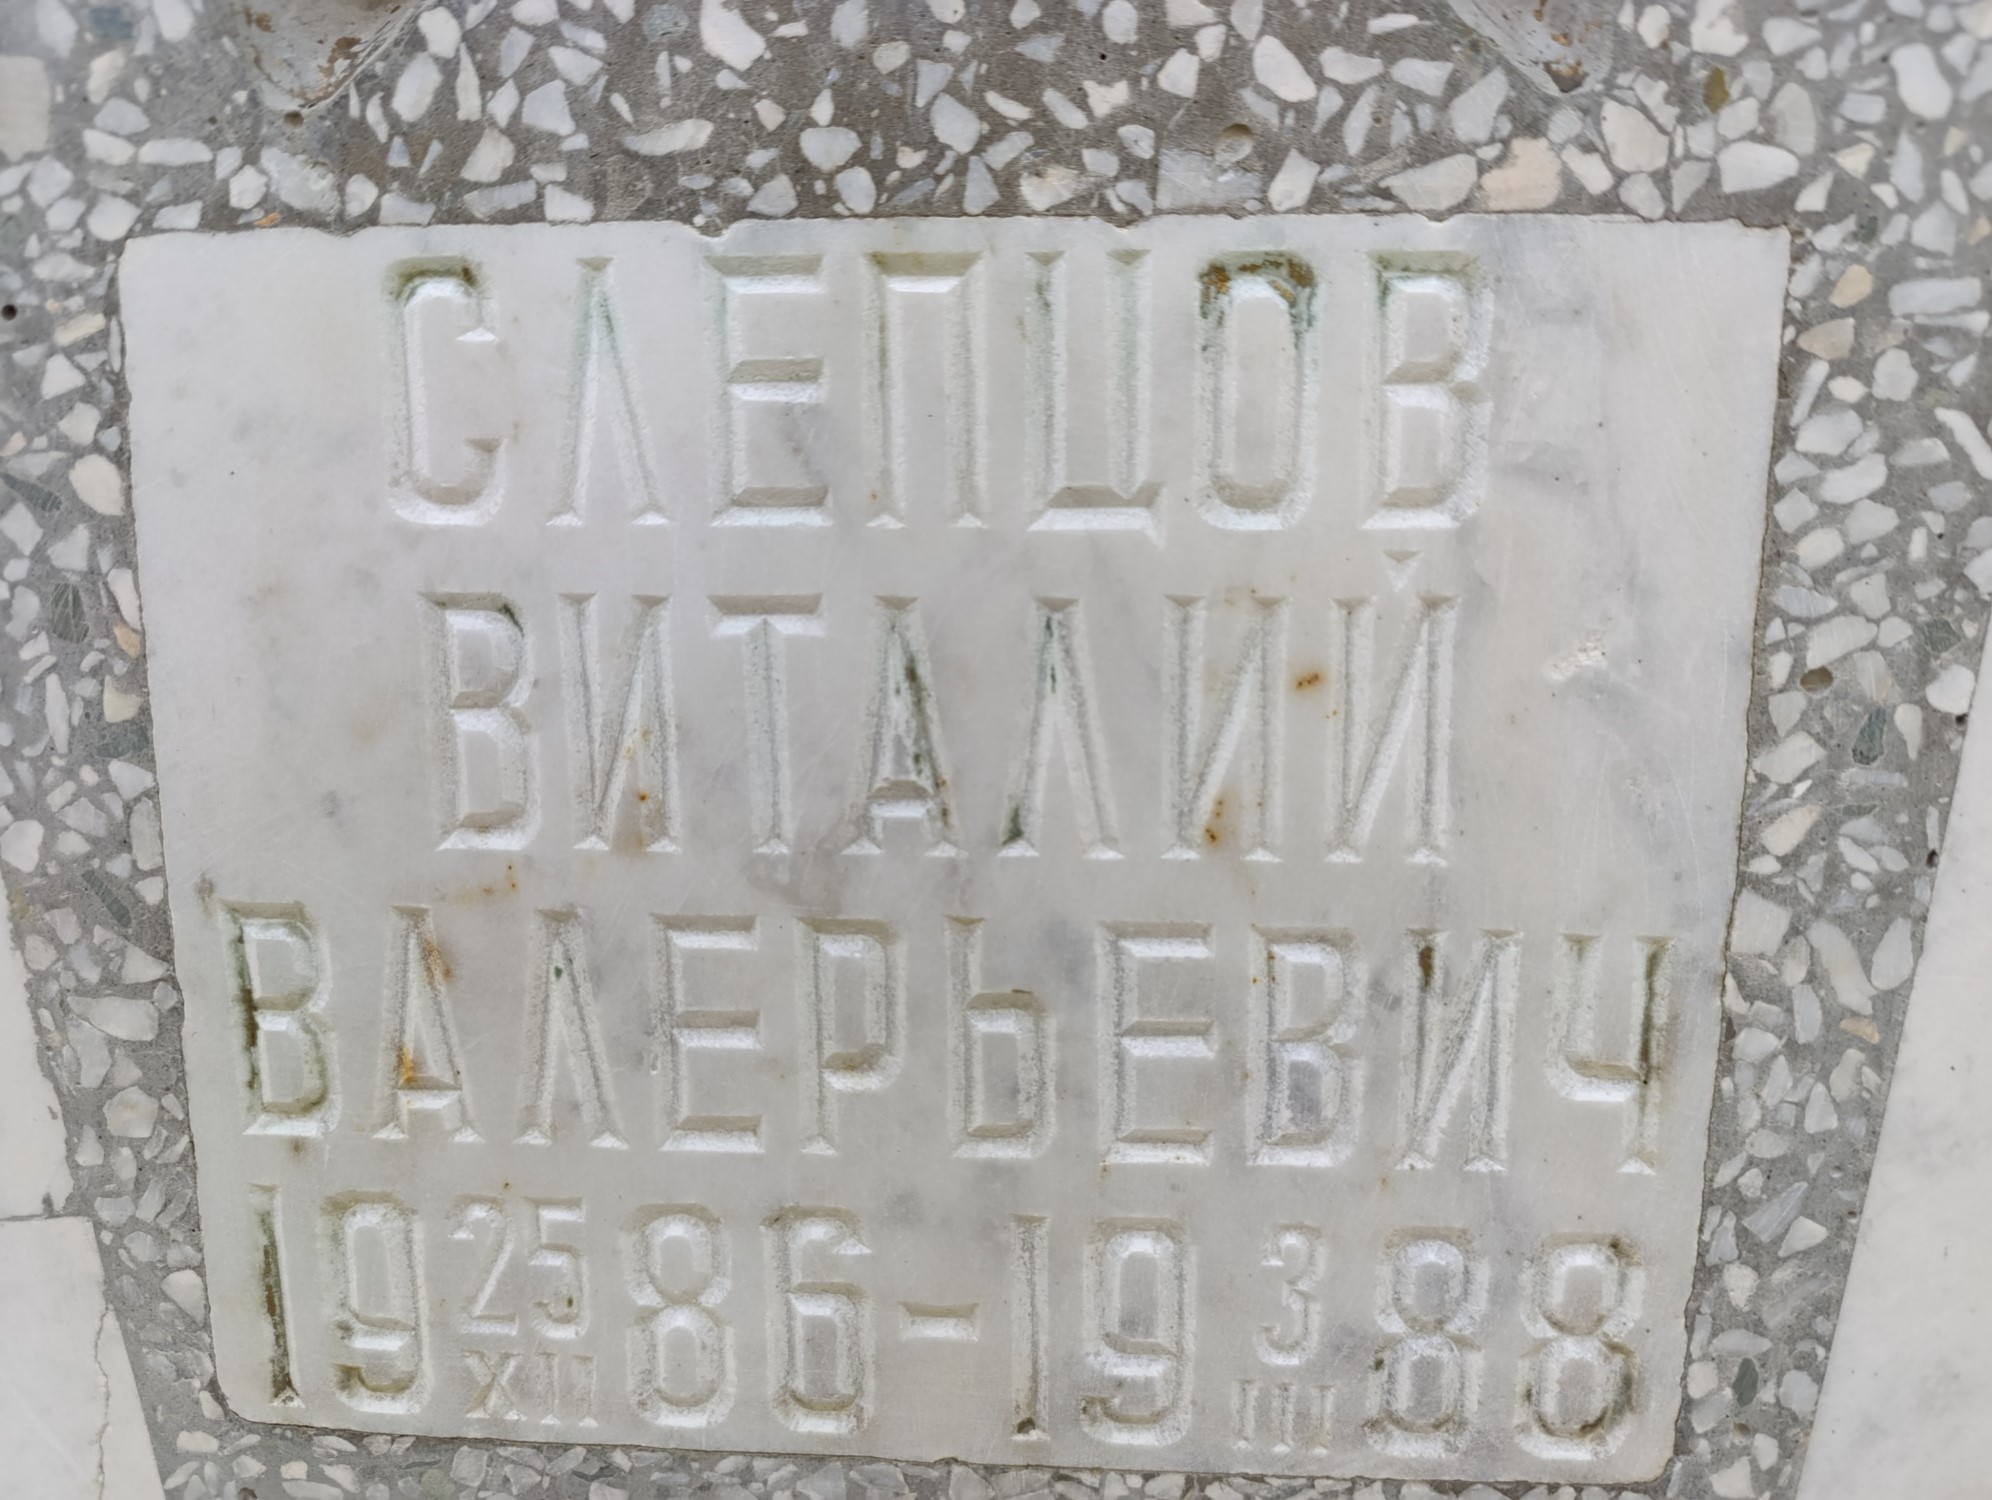 СЛЕПЦОВ
ВИТАЛИЙ
ВАЛЕРЬЕВИЧ
19 25/XII 86 - 19 3/III 88